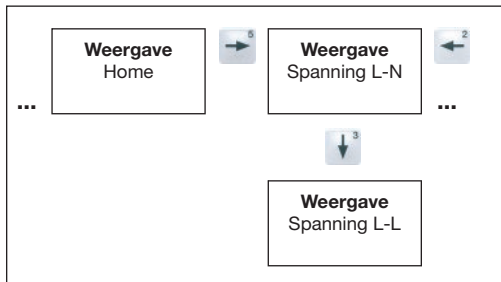 Weergave
Home
5
Weergave
Spanning L-N
2
...
...
3
Weergave
Spanning L-L